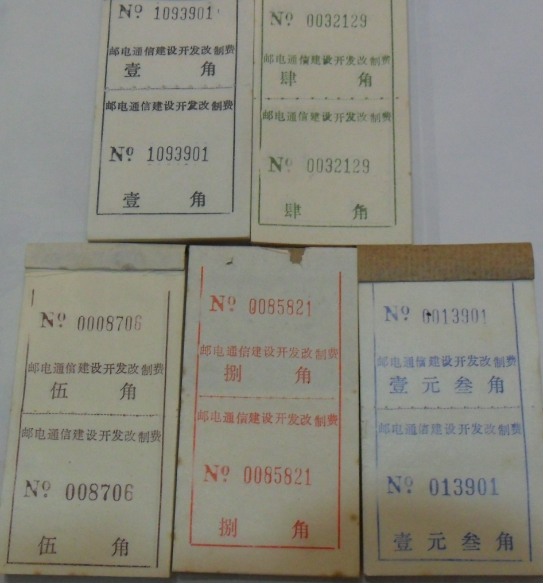 № 1093901
邮电通信建设开发改制费
壹 角
邮电通信建设开发改制费
№ 1093901
壹 角
№ 0032129
邮电通信建设开发改制费
肆 角
邮电通信建设开发改制费
№ 0032129
肆 角
№ 0008706
邮电通信建设开发改制费
伍 角
邮电通信建设开发改制费
№ 008706
伍 角
№ 0085821
邮电通信建设开发改制费
捌 角
邮电通信建设开发改制费
№ 0085821
捌 角
№ 0013901
邮电通信建设开发改制费
壹元叁角
邮电通信建设开发改制费
№ 013901
壹元叁角